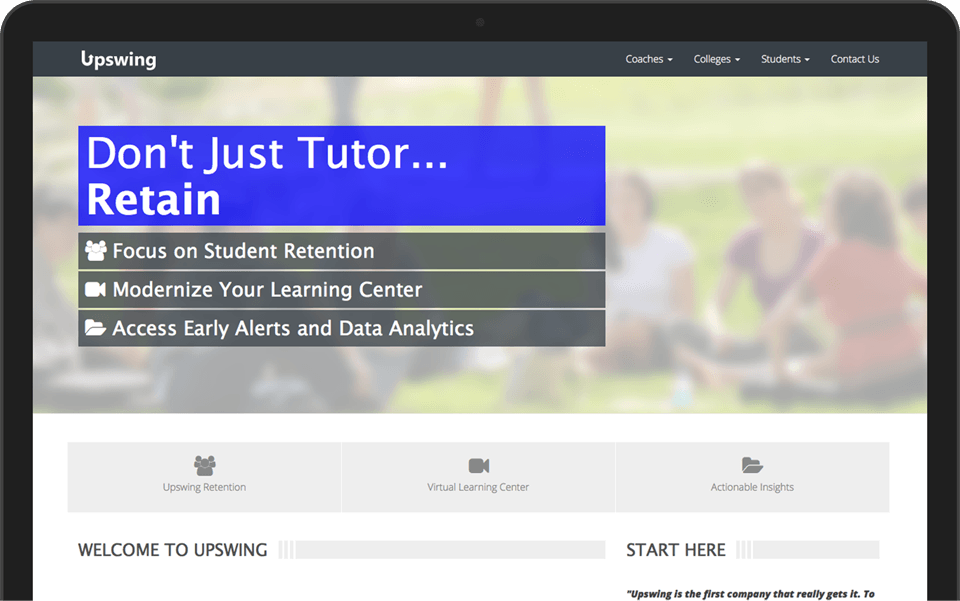 Upswing
Coaches
Colleges
Students
Contact Us
Don't Just Tutor...
Retain
Focus on Student Retention
Modernize Your Learning Center
Access Early Alerts and Data Analytics
Upswing Retention
Virtual Learning Center
Actionable Insights
WELCOME TO UPSWING
START HERE
"Upswing is the first company that really gets it. To